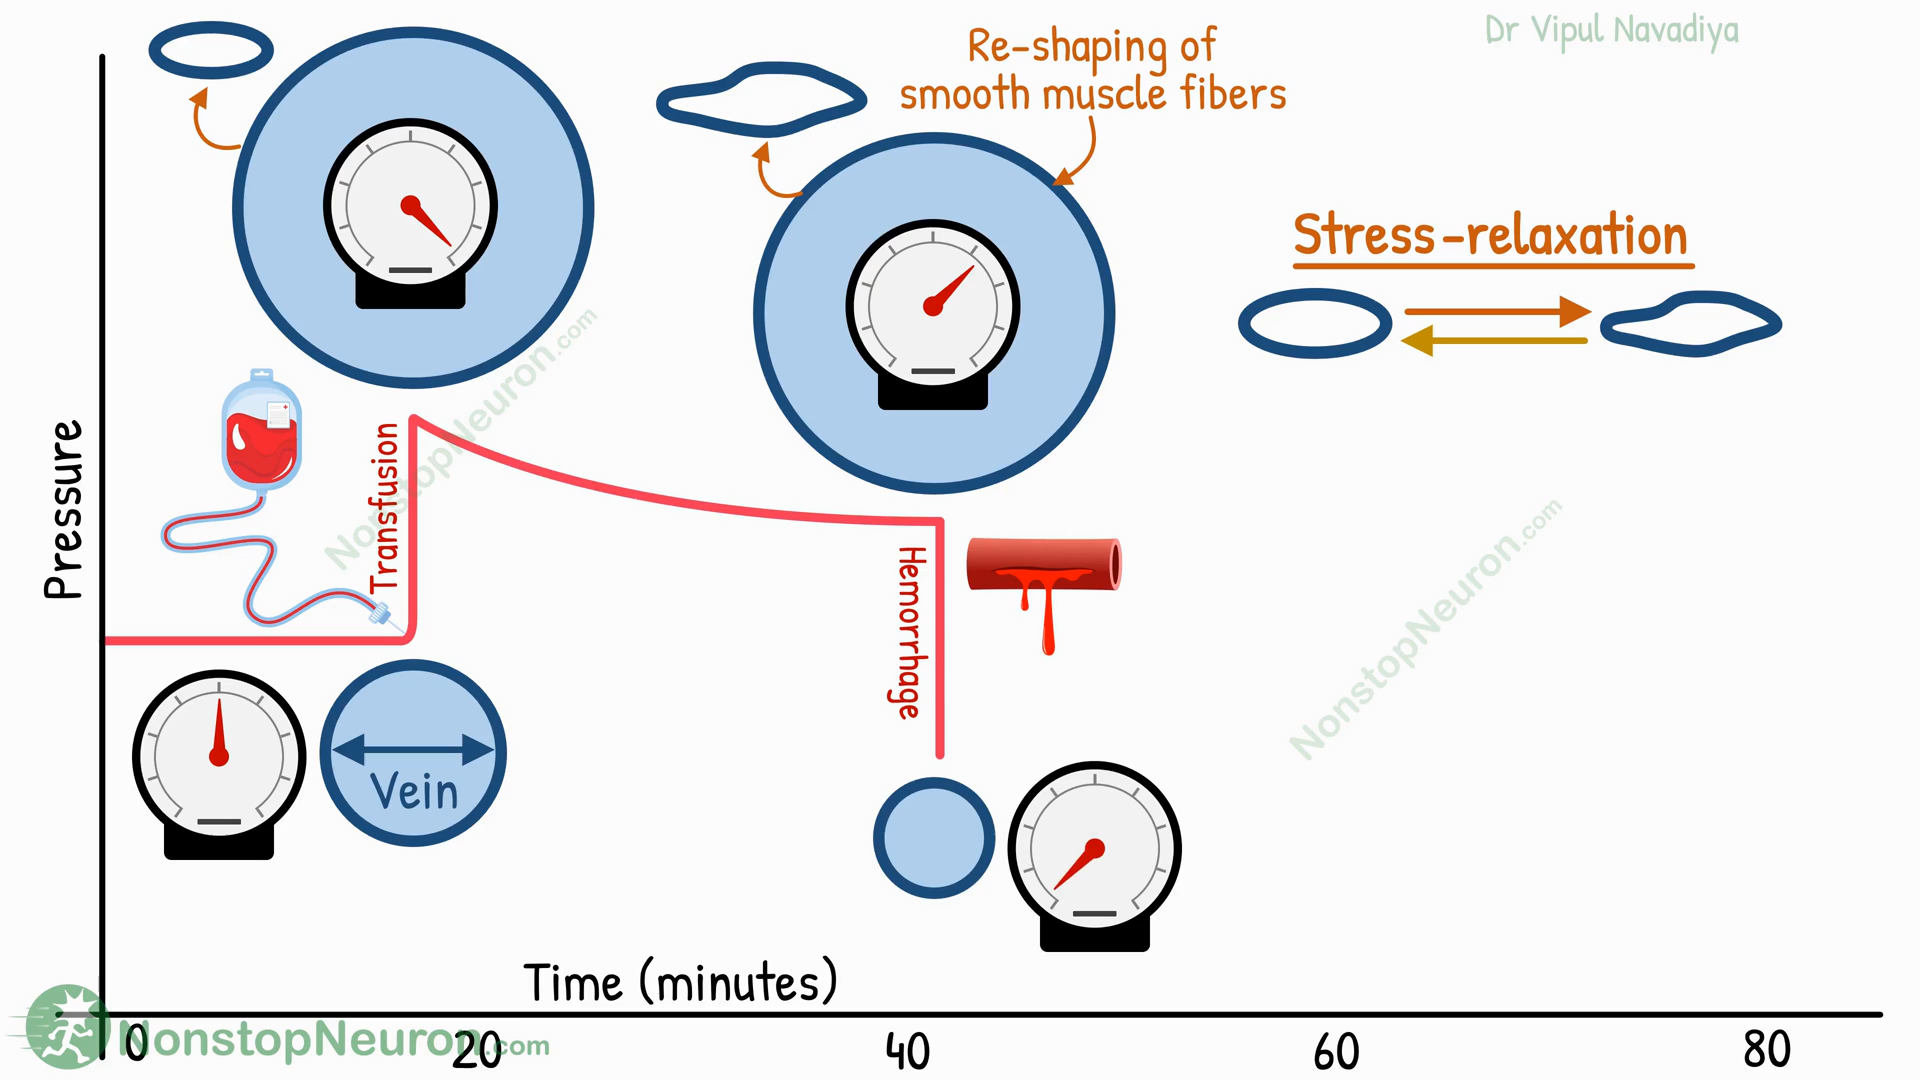 Dr Vipul Navadiya
Re-shaping of
smooth muscle fibers
Stress-relaxation
NonstopNeuron.com
Transfusion
Pressure
Hemorrhage
NonstopNeuron.com
Vein
Time (minutes)
NonstopNeuron.com
0
20
40
60
80